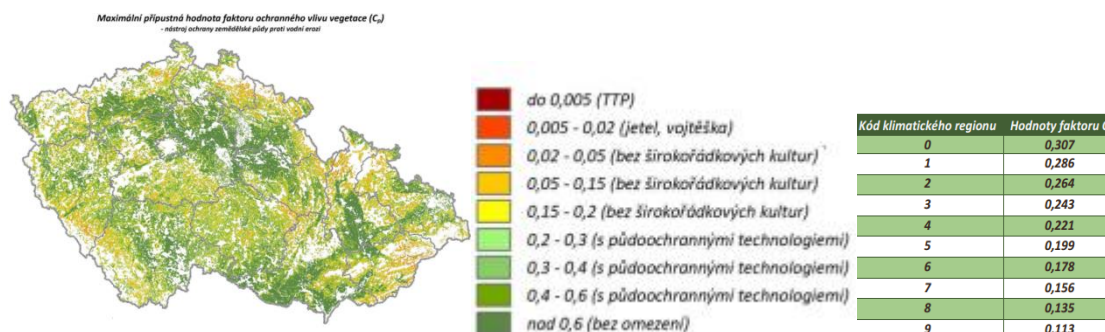 Maximální přípustná hodnota faktoru ochranného vlivu vegetace (Cₚ)
- nástroj ochrany zemědělské půdy proti vodní erozi
do 0,005 (TTP)
0,005 - 0,02 (jetel, vojtěška)
0,02 - 0,05 (bez širokořádkových kultur)
0,05 - 0,15 (bez širokořádkových kultur)
0,15 - 0,2 (bez širokořádkových kultur)
0,2 - 0,3 (s půdoochrannými technologiemi)
0,3 - 0,4 (s půdoochrannými technologiemi)
0,4 - 0,6 (s půdoochrannými technologiemi)
nad 0,6 (bez omezení)
Kód klimatického regionu Hodnoty faktoru C
0 0,307
1 0,286
2 0,264
3 0,243
4 0,221
5 0,199
6 0,178
7 0,156
8 0,135
9 0,113